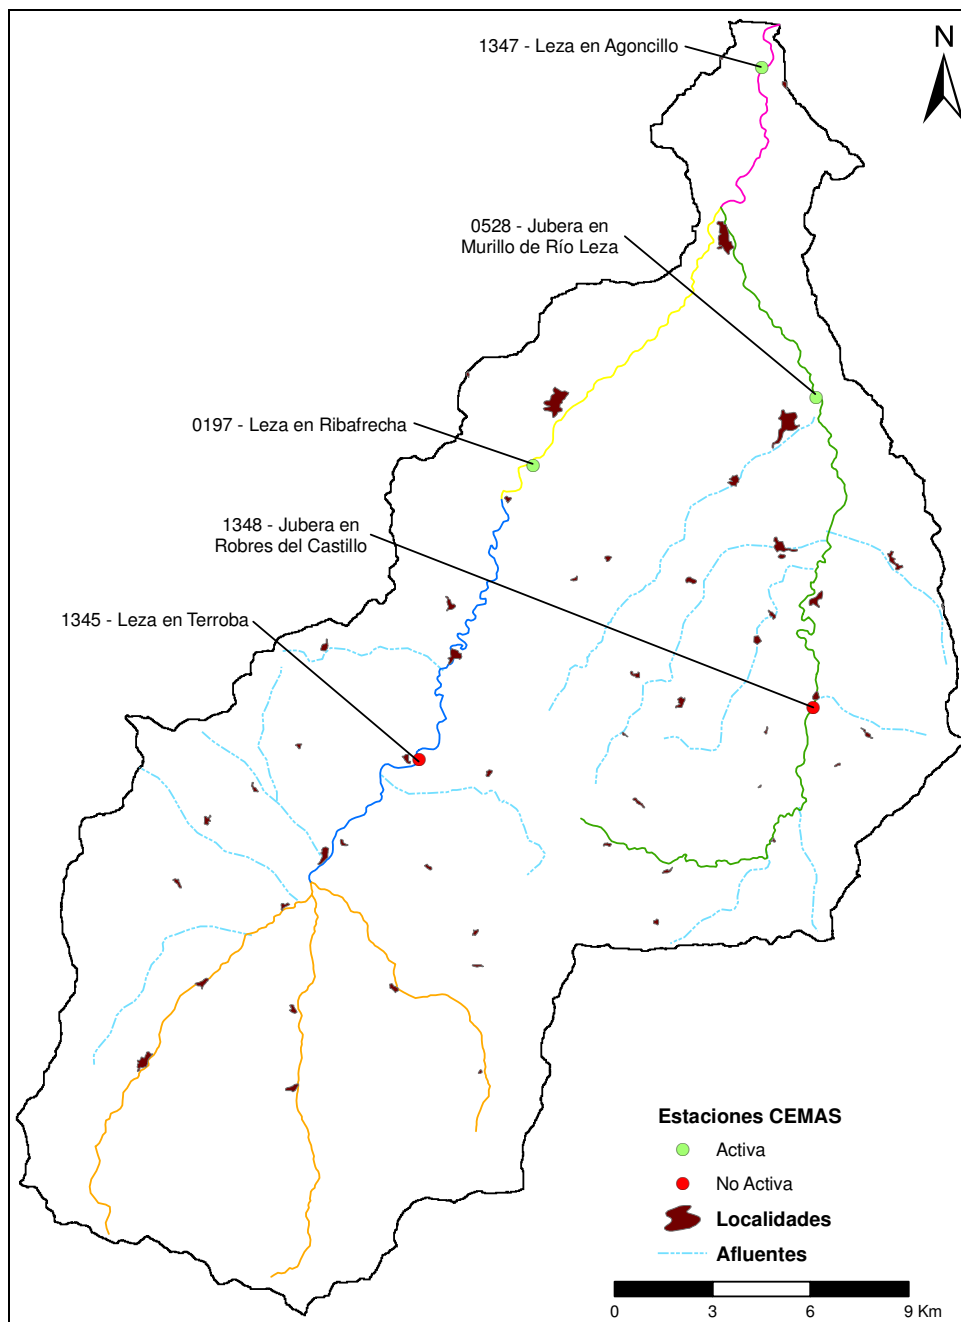 1347 - Leza en Agoncillo
N
0528 - Jubera en
Murillo de Río Leza
0197 - Leza en Ribafrecha
1348 - Jubera en
Robres del Castillo
1345 - Leza en Terroba
Estaciones CEMAS
Activa
No Activa
Localidades
Afluentes
0 3 6 9 Km